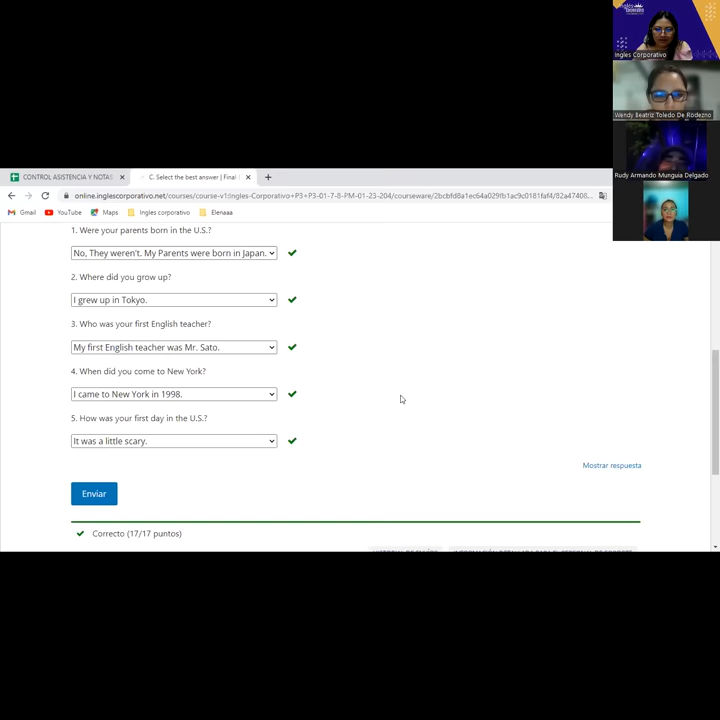 Ingles Corporativo
Wendy Beatriz Toledo De Rodezno
Rudy Armando Munguia Delgado
CONTROL ASISTENCIA Y NOTAS
C. Select the best answer | Final
online.inglescorporativo.net/courses/course-v1:Ingles-Corporativo+P3+P3-01-7-8-PM-01-23-204/courseware/2bcbfd8a1ec64a029fb1ac9c0181faf4/82a47408...
Gmail YouTube Maps Ingles corporativo Elenaaa
1. Were your parents born in the U.S.?
No, They weren't. My Parents were born in Japan.
2. Where did you grow up?
I grew up in Tokyo.
3. Who was your first English teacher?
My first English teacher was Mr. Sato.
4. When did you come to New York?
I came to New York in 1998.
5. How was your first day in the U.S.?
It was a little scary.
Mostrar respuesta
Enviar
Correcto (17/17 puntos)